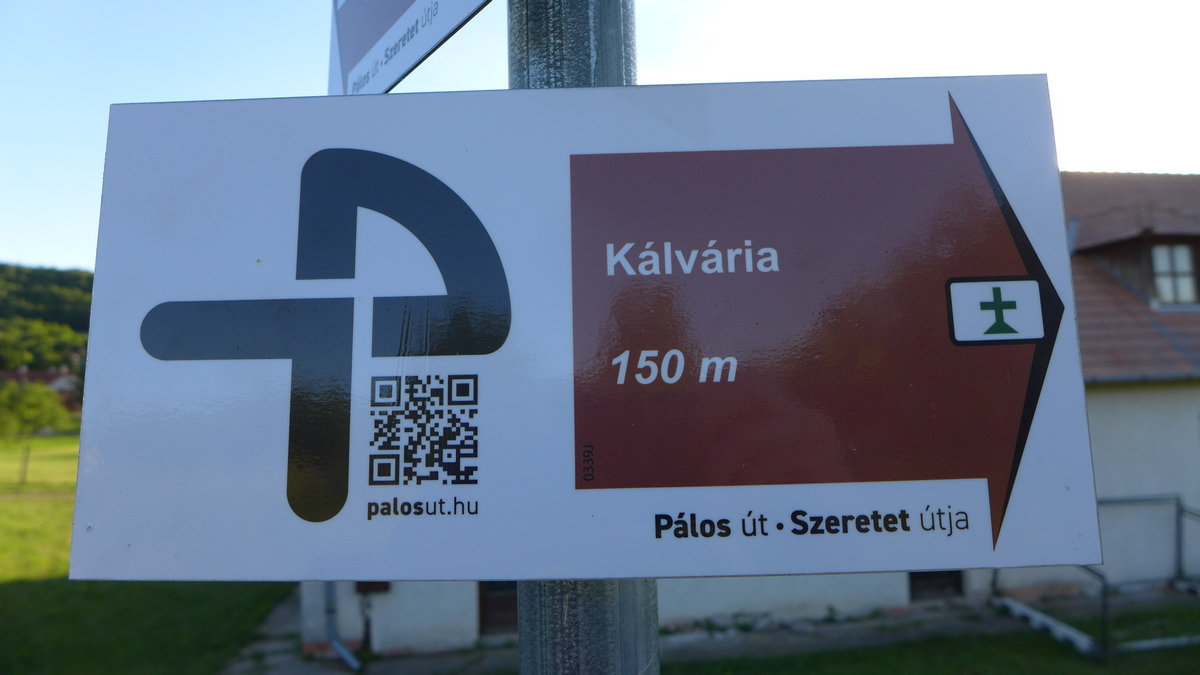 Pálos út • Szeretet útja
Kálvária
150 m
0339J
palosut.hu
Pálos út • Szeretet útja